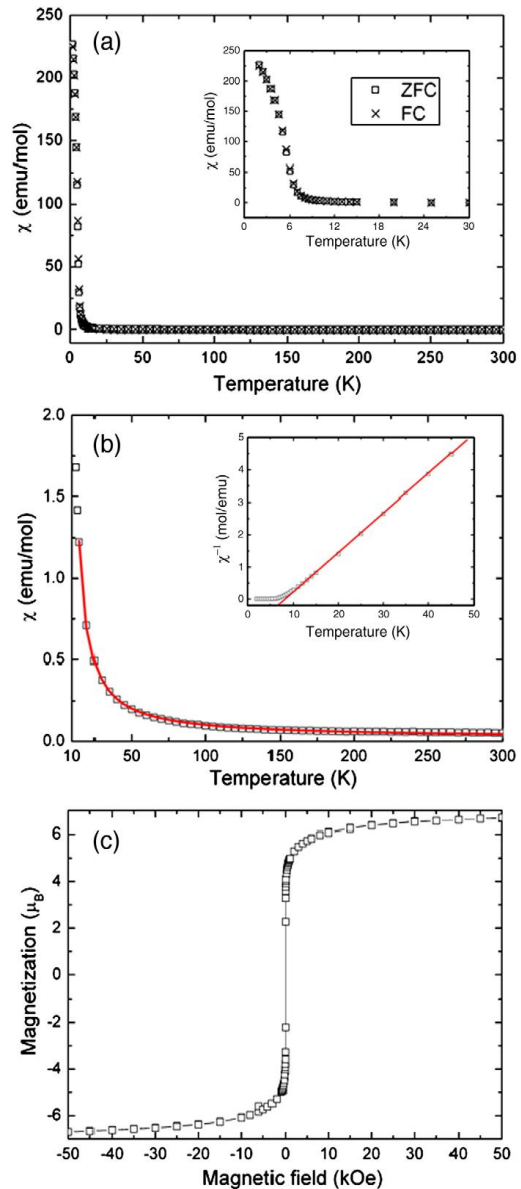 (a)
250
200
150
100
50
0
χ (emu/mol)
0 50 100 150 200 250 300
Temperature (K)
250
200
150
100
50
0
χ (emu/mol)
ZFC
FC
0 6 12 18 24 30
Temperature (K)
(b)
2.0
1.5
1.0
0.5
0.0
χ (emu/mol)
10 50 100 150 200 250 300
Temperature (K)
5
4
3
2
1
0
χ⁻¹ (mol/emu)
0 10 20 30 40 50
Temperature (K)
(c)
6
4
2
0
-2
-4
-6
Magnetization (μB)
-50 -40 -30 -20 -10 0 10 20 30 40 50
Magnetic field (kOe)